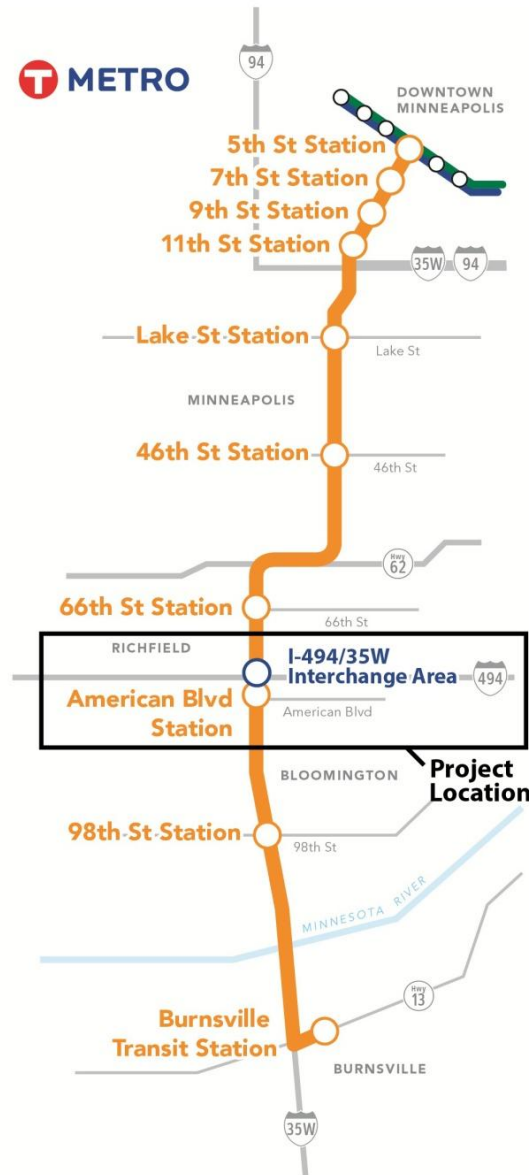 94
T METRO
DOWNTOWN
MINNEAPOLIS
5th St Station
7th St Station
9th St Station
11th St Station
35W
94
Lake St Station
Lake St
MINNEAPOLIS
46th St Station
46th St
Hwy
62
66th St Station
66th St
RICHFIELD
I-494/35W
Interchange Area
494
American Blvd
Station
American Blvd
BLOOMINGTON
Project
Location
98th St Station
98th St
MINNESOTA RIVER
Hwy
13
Burnsville
Transit Station
BURNSVILLE
35W